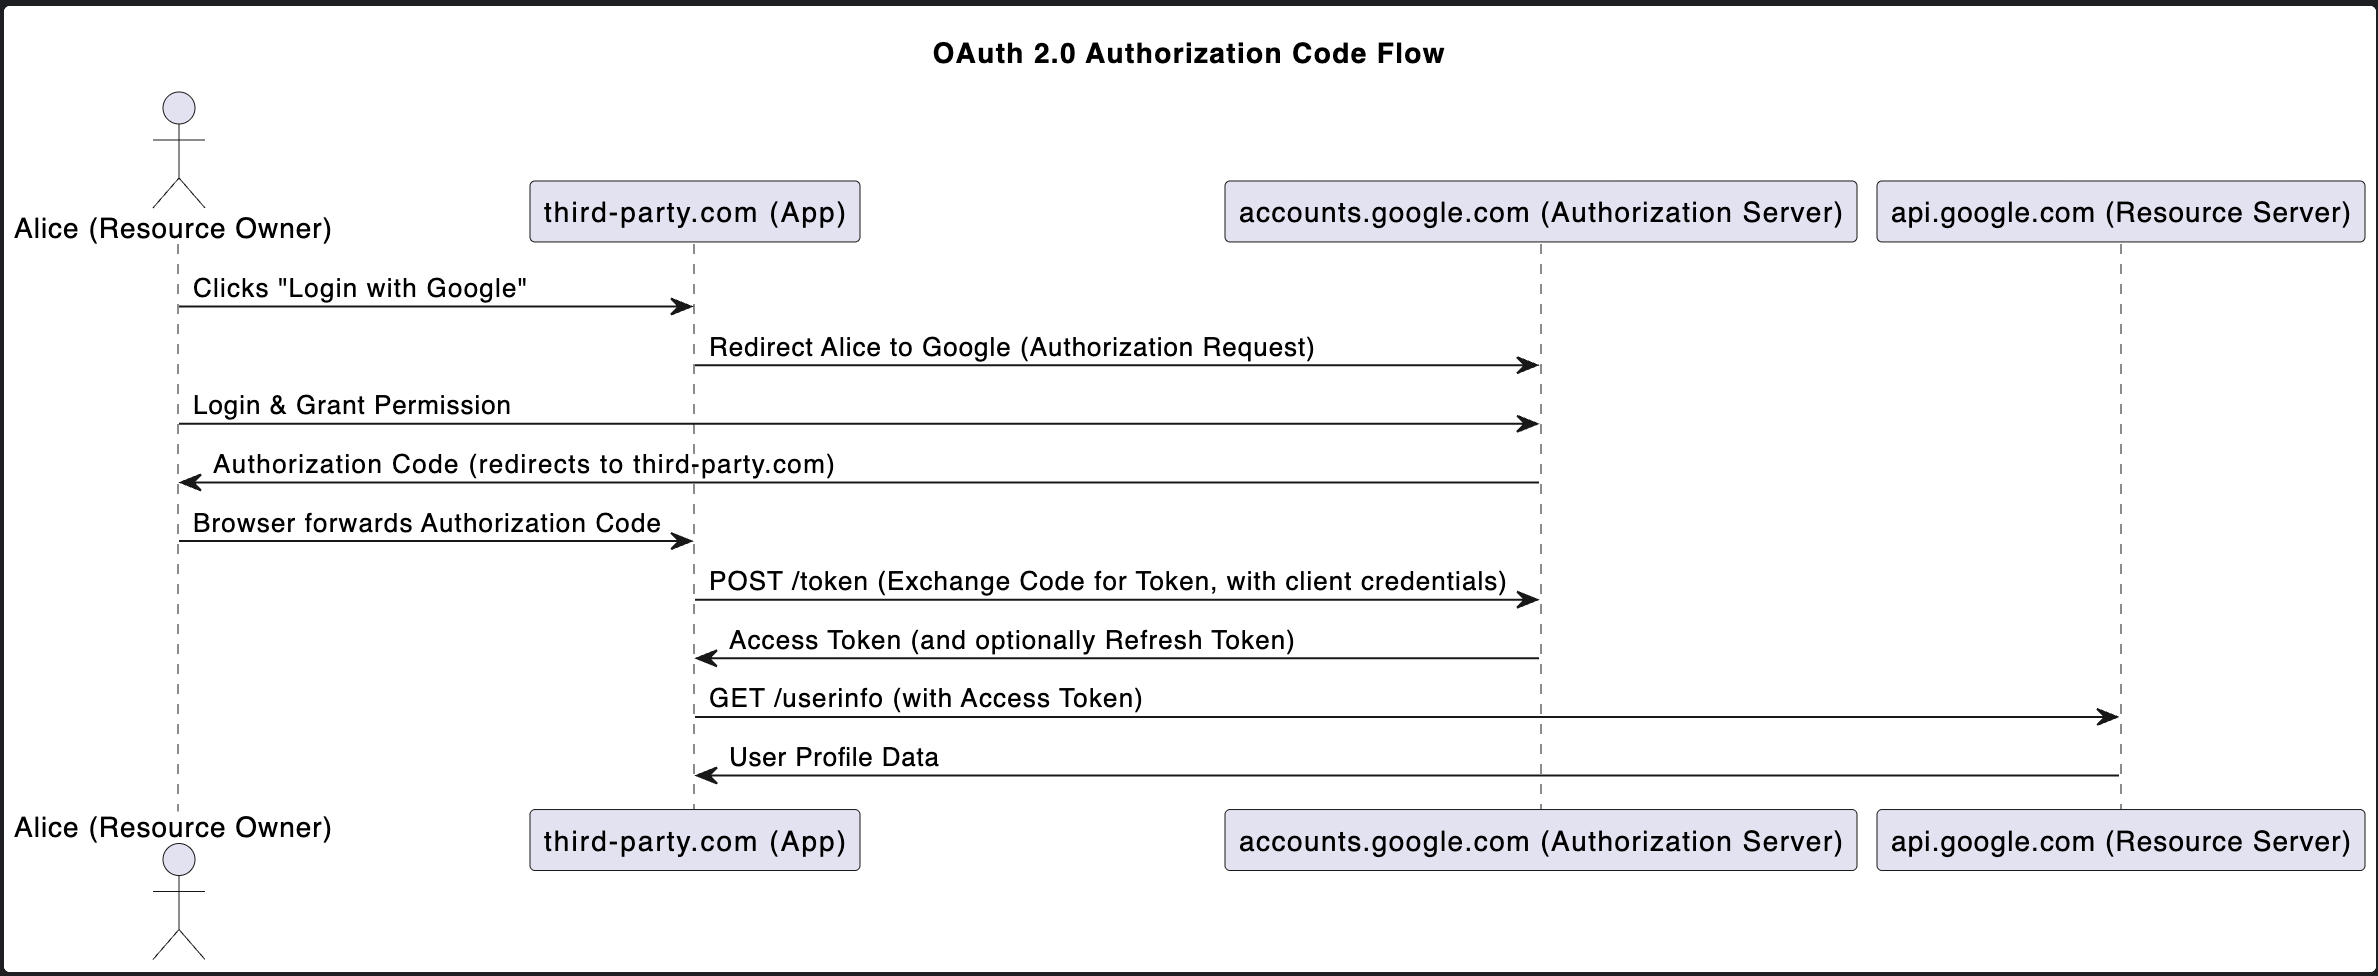 OAuth 2.0 Authorization Code Flow
Alice (Resource Owner)
third-party.com (App)
accounts.google.com (Authorization Server)
api.google.com (Resource Server)
Clicks "Login with Google"
Redirect Alice to Google (Authorization Request)
Login & Grant Permission
Authorization Code (redirects to third-party.com)
Browser forwards Authorization Code
POST /token (Exchange Code for Token, with client credentials)
Access Token (and optionally Refresh Token)
GET /userinfo (with Access Token)
User Profile Data
Alice (Resource Owner)
third-party.com (App)
accounts.google.com (Authorization Server)
api.google.com (Resource Server)